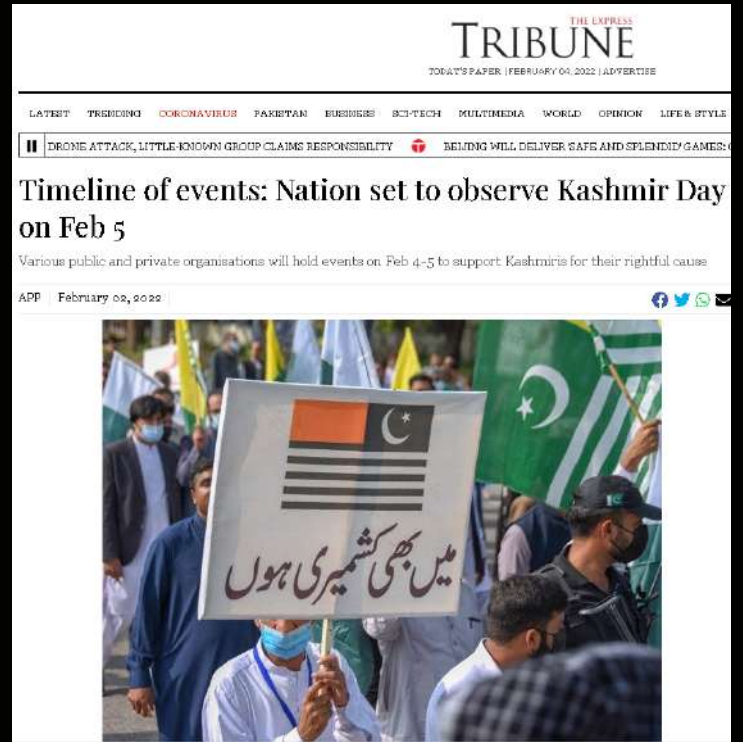 THE EXPRESS
TRIBUNE
TODAY'S PAPER | FEBRUARY 04, 2022 | ADVERTISE
LATEST TRENDING CORONAVIRUS PAKISTAN BUSINESS SCI-TECH MULTIMEDIA WORLD OPINION LIFE & STYLE
DRONE ATTACK, LITTLE-KNOWN GROUP CLAIMS RESPONSIBILITY BEIJING WILL DELIVER 'SAFE AND SPLENDID' GAMES:
Timeline of events: Nation set to observe Kashmir Day
on Feb 5
Various public and private organisations will hold events on Feb 4-5 to support Kashmiris for their rightful cause
APP February 02, 2022
میں بھی کشمیری ہوں